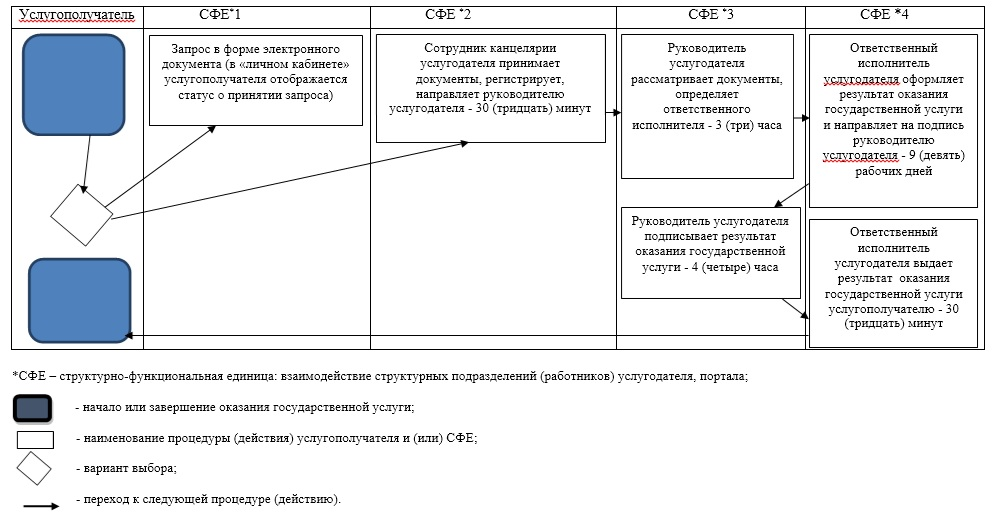 Услугополучатель
СФЕ*1
СФЕ *2
СФЕ *3
СФЕ *4
Запрос в форме электронного
документа (в «личном кабинете»
услугополучателя отображается
статус о принятии запроса)
Сотрудник канцелярии
услугодателя принимает
документы, регистрирует,
направляет руководителю
услугодателя - 30 (тридцать) минут
Руководитель
услугодателя
рассматривает документы,
определяет
ответственного
исполнителя - 3 (три) часа
Ответственный
исполнитель
услугодателя оформляет
результат оказания
государственной услуги
и направляет на подпись
руководителю
услугодателя - 9 (девять)
рабочих дней
Руководитель услугодателя
подписывает результат
оказания государственной
услуги - 4 (четыре) часа
Ответственный
исполнитель
услугодателя выдает
результат оказания
государственной услуги
услугополучателю - 30
(тридцать) минут
*СФЕ – структурно-функциональная единица: взаимодействие структурных подразделений (работников) услугодателя, портала;
- начало или завершение оказания государственной услуги;
- наименование процедуры (действия) услугополучателя и (или) СФЕ;
- вариант выбора;
- переход к следующей процедуре (действию).